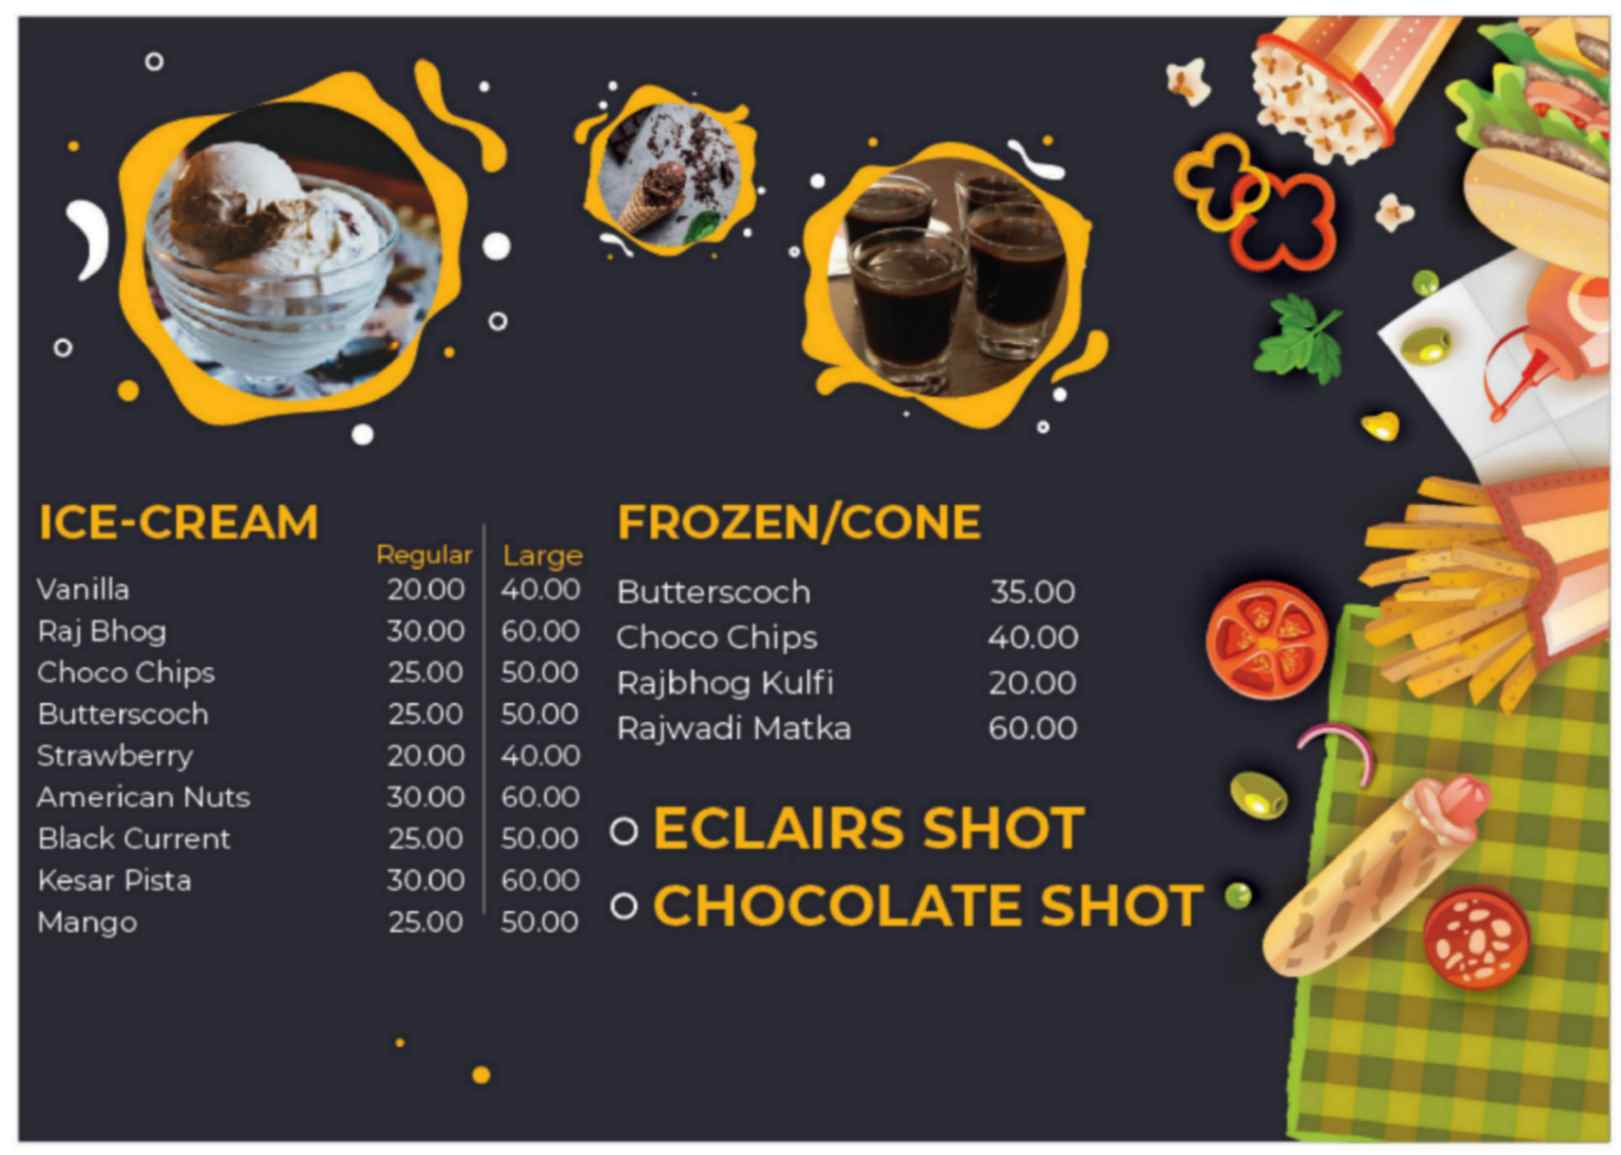 ICE-CREAM
Regular Large
Vanilla 20.00 40.00
Raj Bhog 30.00 60.00
Choco Chips 25.00 50.00
Butterscoch 25.00 50.00
Strawberry 20.00 40.00
American Nuts 30.00 60.00
Black Current 25.00 50.00
Kesar Pista 30.00 60.00
Mango 25.00 50.00
FROZEN/CONE
Butterscoch 35.00
Choco Chips 40.00
Rajbhog Kulfi 20.00
Rajwadi Matka 60.00
ECLAIRS SHOT
CHOCOLATE SHOT